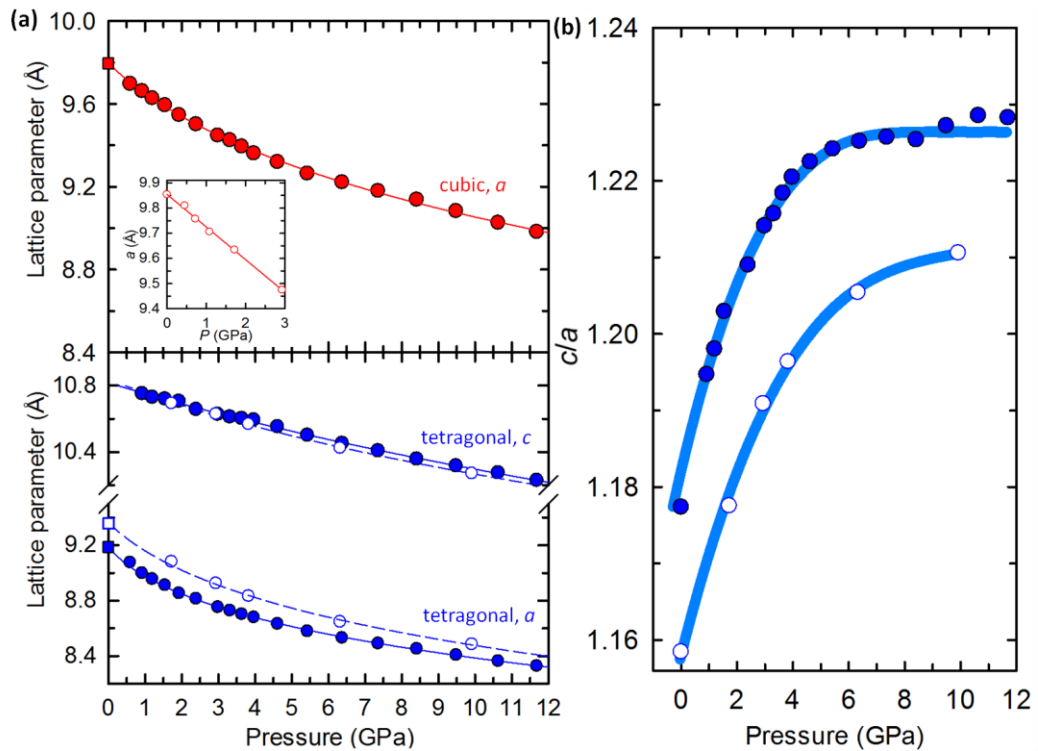 (a)
10.0
9.6
9.2
8.8
8.4
Lattice parameter (Å)
cubic, a
9.9
9.8
9.7
9.6
9.5
9.4
a (Å)
0 1 2 3
P (GPa)
10.8
10.4
9.2
8.8
8.4
Lattice parameter (Å)
tetragonal, c
tetragonal, a
0 1 2 3 4 5 6 7 8 9 10 11 12
Pressure (GPa)
(b)
1.24
1.22
1.20
1.18
1.16
c/a
0 2 4 6 8 10 12
Pressure (GPa)